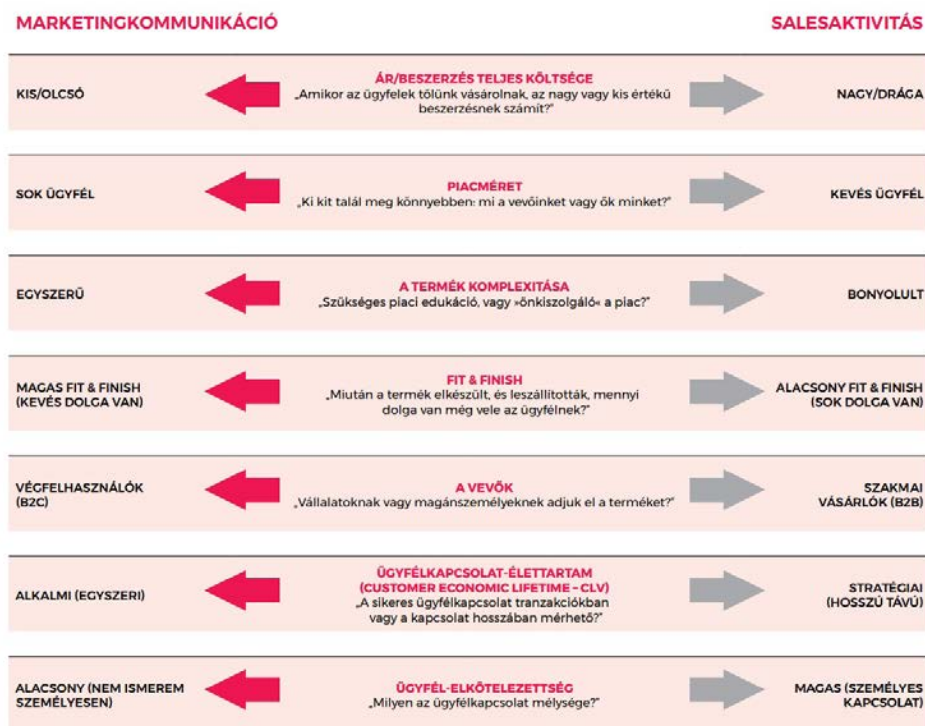 MARKETINGKOMMUNIKÁCIÓ
SALESAKTIVITÁS
KIS/OLCSÓ
ÁR/BESZERZÉS TELJES KÖLTSÉGE
„Amikor az ügyfelek tőlünk vásárolnak, az nagy vagy kis értékű
beszerzésnek számít?”
NAGY/DRÁGA
SOK ÜGYFÉL
PIACMÉRET
„Ki kit talál meg könnyebben: mi a vevőinket vagy ők minket?”
KEVÉS ÜGYFÉL
EGYSZERŰ
A TERMÉK KOMPLEXITÁSA
„Szükséges piaci edukáció, vagy »önkiszolgáló« a piac?”
BONYOLULT
MAGAS FIT & FINISH
(KEVÉS DOLGA VAN)
FIT & FINISH
„Miután a termék elkészült, és leszállították, mennyi
dolga van még vele az ügyfélnek?”
ALACSONY FIT & FINISH
(SOK DOLGA VAN)
VÉGFELHASZNÁLÓK
(B2C)
A VEVŐK
„Vállalatoknak vagy magánszemélyeknek adjuk el a terméket?”
SZAKMAI
VÁSÁRLÓK (B2B)
ALKALMI (EGYSZERI)
ÜGYFÉLKAPCSOLAT-ÉLETTARTAM
(CUSTOMER ECONOMIC LIFETIME – CLV)
„A sikeres ügyfélkapcsolat tranzakciókban
vagy a kapcsolat hosszában mérhető?”
STRATÉGIAI
(HOSSZÚ TÁVÚ)
ALACSONY (NEM ISMEREM
SZEMÉLYESEN)
ÜGYFÉL-ELKÖTELEZETTSÉG
„Milyen az ügyfélkapcsolat mélysége?”
MAGAS (SZEMÉLYES
KAPCSOLAT)